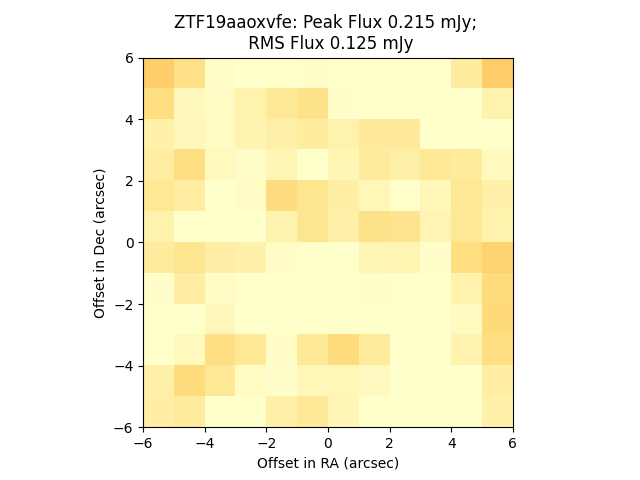 ZTF19aaoxvfe: Peak Flux 0.215 mJy;
RMS Flux 0.125 mJy
6
4
2
0
−2
−4
−6
Offset in Dec (arcsec)
−6 −4 −2 0 2 4 6
Offset in RA (arcsec)